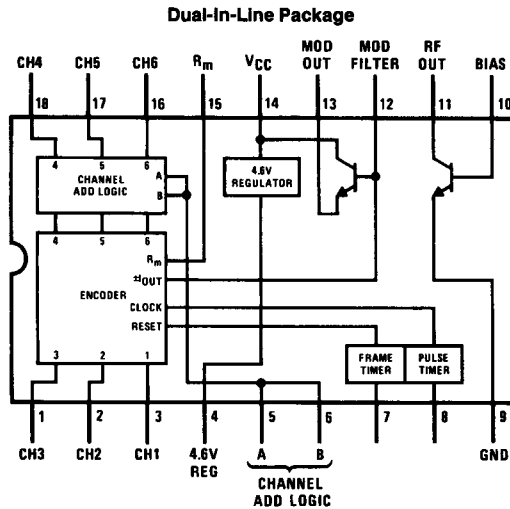 Dual-In-Line Package
CH4 CH5 CH6 Rm VCC MOD OUT MOD FILTER RF OUT BIAS
18 17 16 15 14 13 12 11 10
4 5 6
CHANNEL ADD LOGIC
A
B
4.6V REGULATOR
4 5 6
Rm
±IOUT
ENCODER
CLOCK
RESET
3 2 1
FRAME TIMER
PULSE TIMER
1 2 3 4 5 6 7 8 9
CH3 CH2 CH1 4.6V REG A B GND
CHANNEL ADD LOGIC